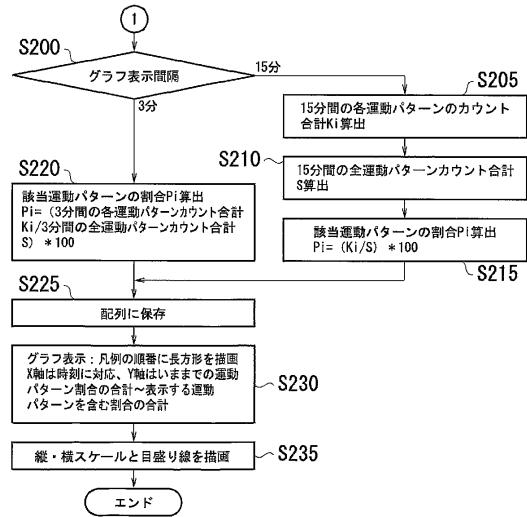 1
S200
グラフ表示間隔
15分
3分
S205
15分間の各運動パターンのカウント
合計Ki算出
S210
15分間の全運動パターンカウント合計
S算出
S220
該当運動パターンの割合Pi算出
Pi=（3分間の各運動パターンカウント合計
Ki/3分間の全運動パターンカウント合計
S）＊100
該当運動パターンの割合Pi算出
Pi=（Ki/S）＊100
S215
S225
配列に保存
グラフ表示：凡例の順番に長方形を描画
X軸は時刻に対応、Y軸はいままでの運動
パターン割合の合計～表示する運動
パターンを含む割合の合計
S230
縦・横スケールと目盛り線を描画
S235
エンド